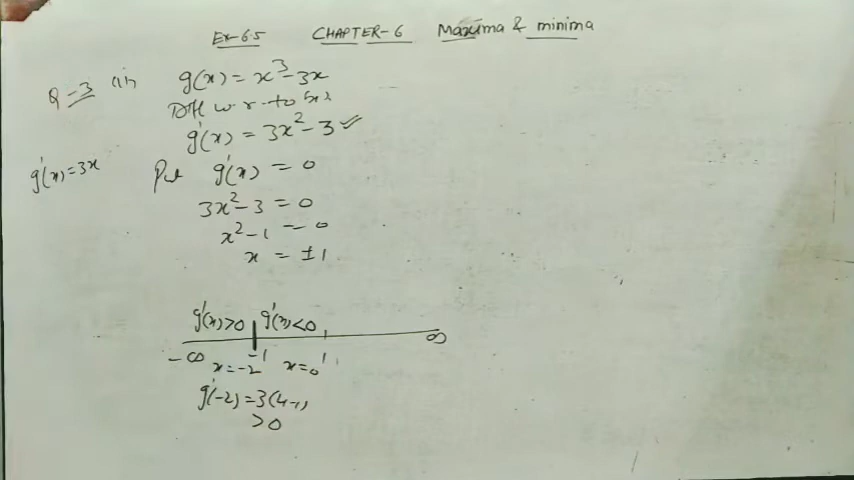 Ex-6.5 CHAPTER-6 Maxima & minima
Q-3 (ii) g(x) = x³-3x
Diff w.r. to
g'(x) = 3x²-3
g'(x)=3x
Put g'(x) = 0
3x²-3 = 0
x²-1 = 0
x = ±1
g'(x)>0 g'(x)<0
-∞ -1 1 ∞
x=-2 x=0
g'(-2)=3(4-1)
>0